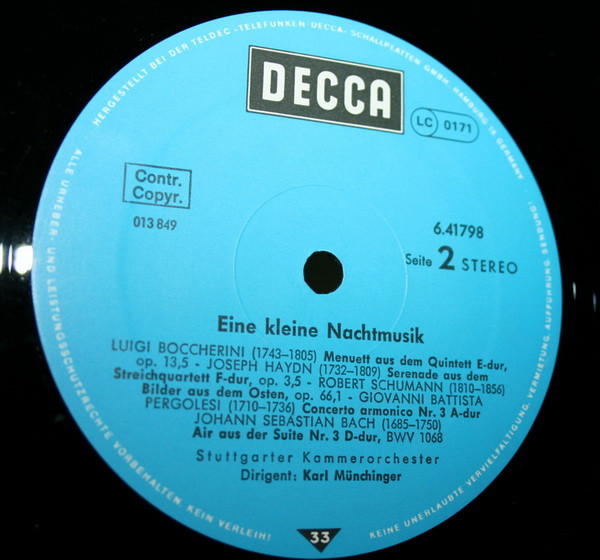 HERGESTELLT BEI DER TELDEC »TELEFUNKEN-DECCA« SCHALLPLATTEN GMBH · HAMBURG 19 GERMANY ·
DECCA
LC 0171
Contr.
Copyr.
013 849
6.41798
Seite 2 STEREO
Eine kleine Nachtmusik
LUIGI BOCCHERINI (1743-1805) Menuett aus dem Quintett E-dur,
op. 13,5 - JOSEPH HAYDN (1732-1809) Serenade aus dem
Streichquartett F-dur, op. 3,5 - ROBERT SCHUMANN (1810-1856)
Bilder aus dem Osten, op. 66,1 - GIOVANNI BATTISTA
PERGOLESI (1710-1736) Concerto armonico Nr. 3 A-dur
JOHANN SEBASTIAN BACH (1685-1750)
Air aus der Suite Nr. 3 D-dur, BWV 1068
Stuttgarter Kammerorchester
Dirigent: Karl Münchinger
33
ALLE URHEBER- UND LEISTUNGSSCHUTZRECHTE VORBEHALTEN KEIN VERLEIH!
KEINE UNERLAUBTE VERVIELFÄLTIGUNG, VERMIETUNG, AUFFÜHRUNG, SENDUNG!